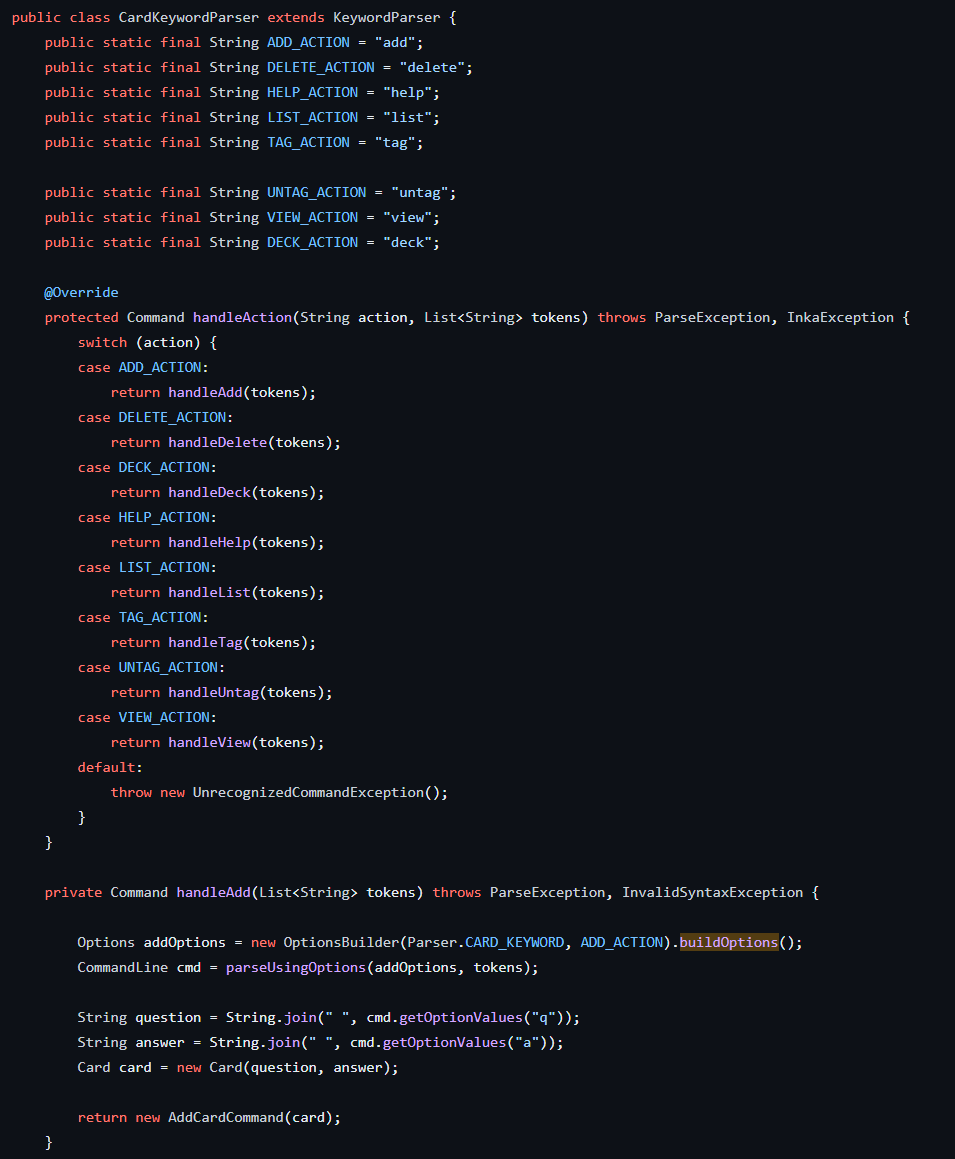 public class CardKeywordParser extends KeywordParser {
    public static final String ADD_ACTION = "add";
    public static final String DELETE_ACTION = "delete";
    public static final String HELP_ACTION = "help";
    public static final String LIST_ACTION = "list";
    public static final String TAG_ACTION = "tag";

    public static final String UNTAG_ACTION = "untag";
    public static final String VIEW_ACTION = "view";
    public static final String DECK_ACTION = "deck";

    @Override
    protected Command handleAction(String action, List<String> tokens) throws ParseException, InkaException {
        switch (action) {
        case ADD_ACTION:
            return handleAdd(tokens);
        case DELETE_ACTION:
            return handleDelete(tokens);
        case DECK_ACTION:
            return handleDeck(tokens);
        case HELP_ACTION:
            return handleHelp(tokens);
        case LIST_ACTION:
            return handleList(tokens);
        case TAG_ACTION:
            return handleTag(tokens);
        case UNTAG_ACTION:
            return handleUntag(tokens);
        case VIEW_ACTION:
            return handleView(tokens);
        default:
            throw new UnrecognizedCommandException();
        }
    }

    private Command handleAdd(List<String> tokens) throws ParseException, InvalidSyntaxException {

        Options addOptions = new OptionsBuilder(Parser.CARD_KEYWORD, ADD_ACTION).buildOptions();
        CommandLine cmd = parseUsingOptions(addOptions, tokens);

        String question = String.join(" ", cmd.getOptionValues("q"));
        String answer = String.join(" ", cmd.getOptionValues("a"));
        Card card = new Card(question, answer);

        return new AddCardCommand(card);
    }